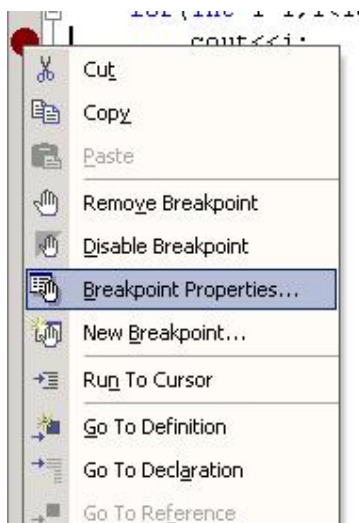 cout<<i;
Cut
Copy
Paste
Remove Breakpoint
Disable Breakpoint
Breakpoint Properties...
New Breakpoint...
Run To Cursor
Go To Definition
Go To Declaration
Go To Reference